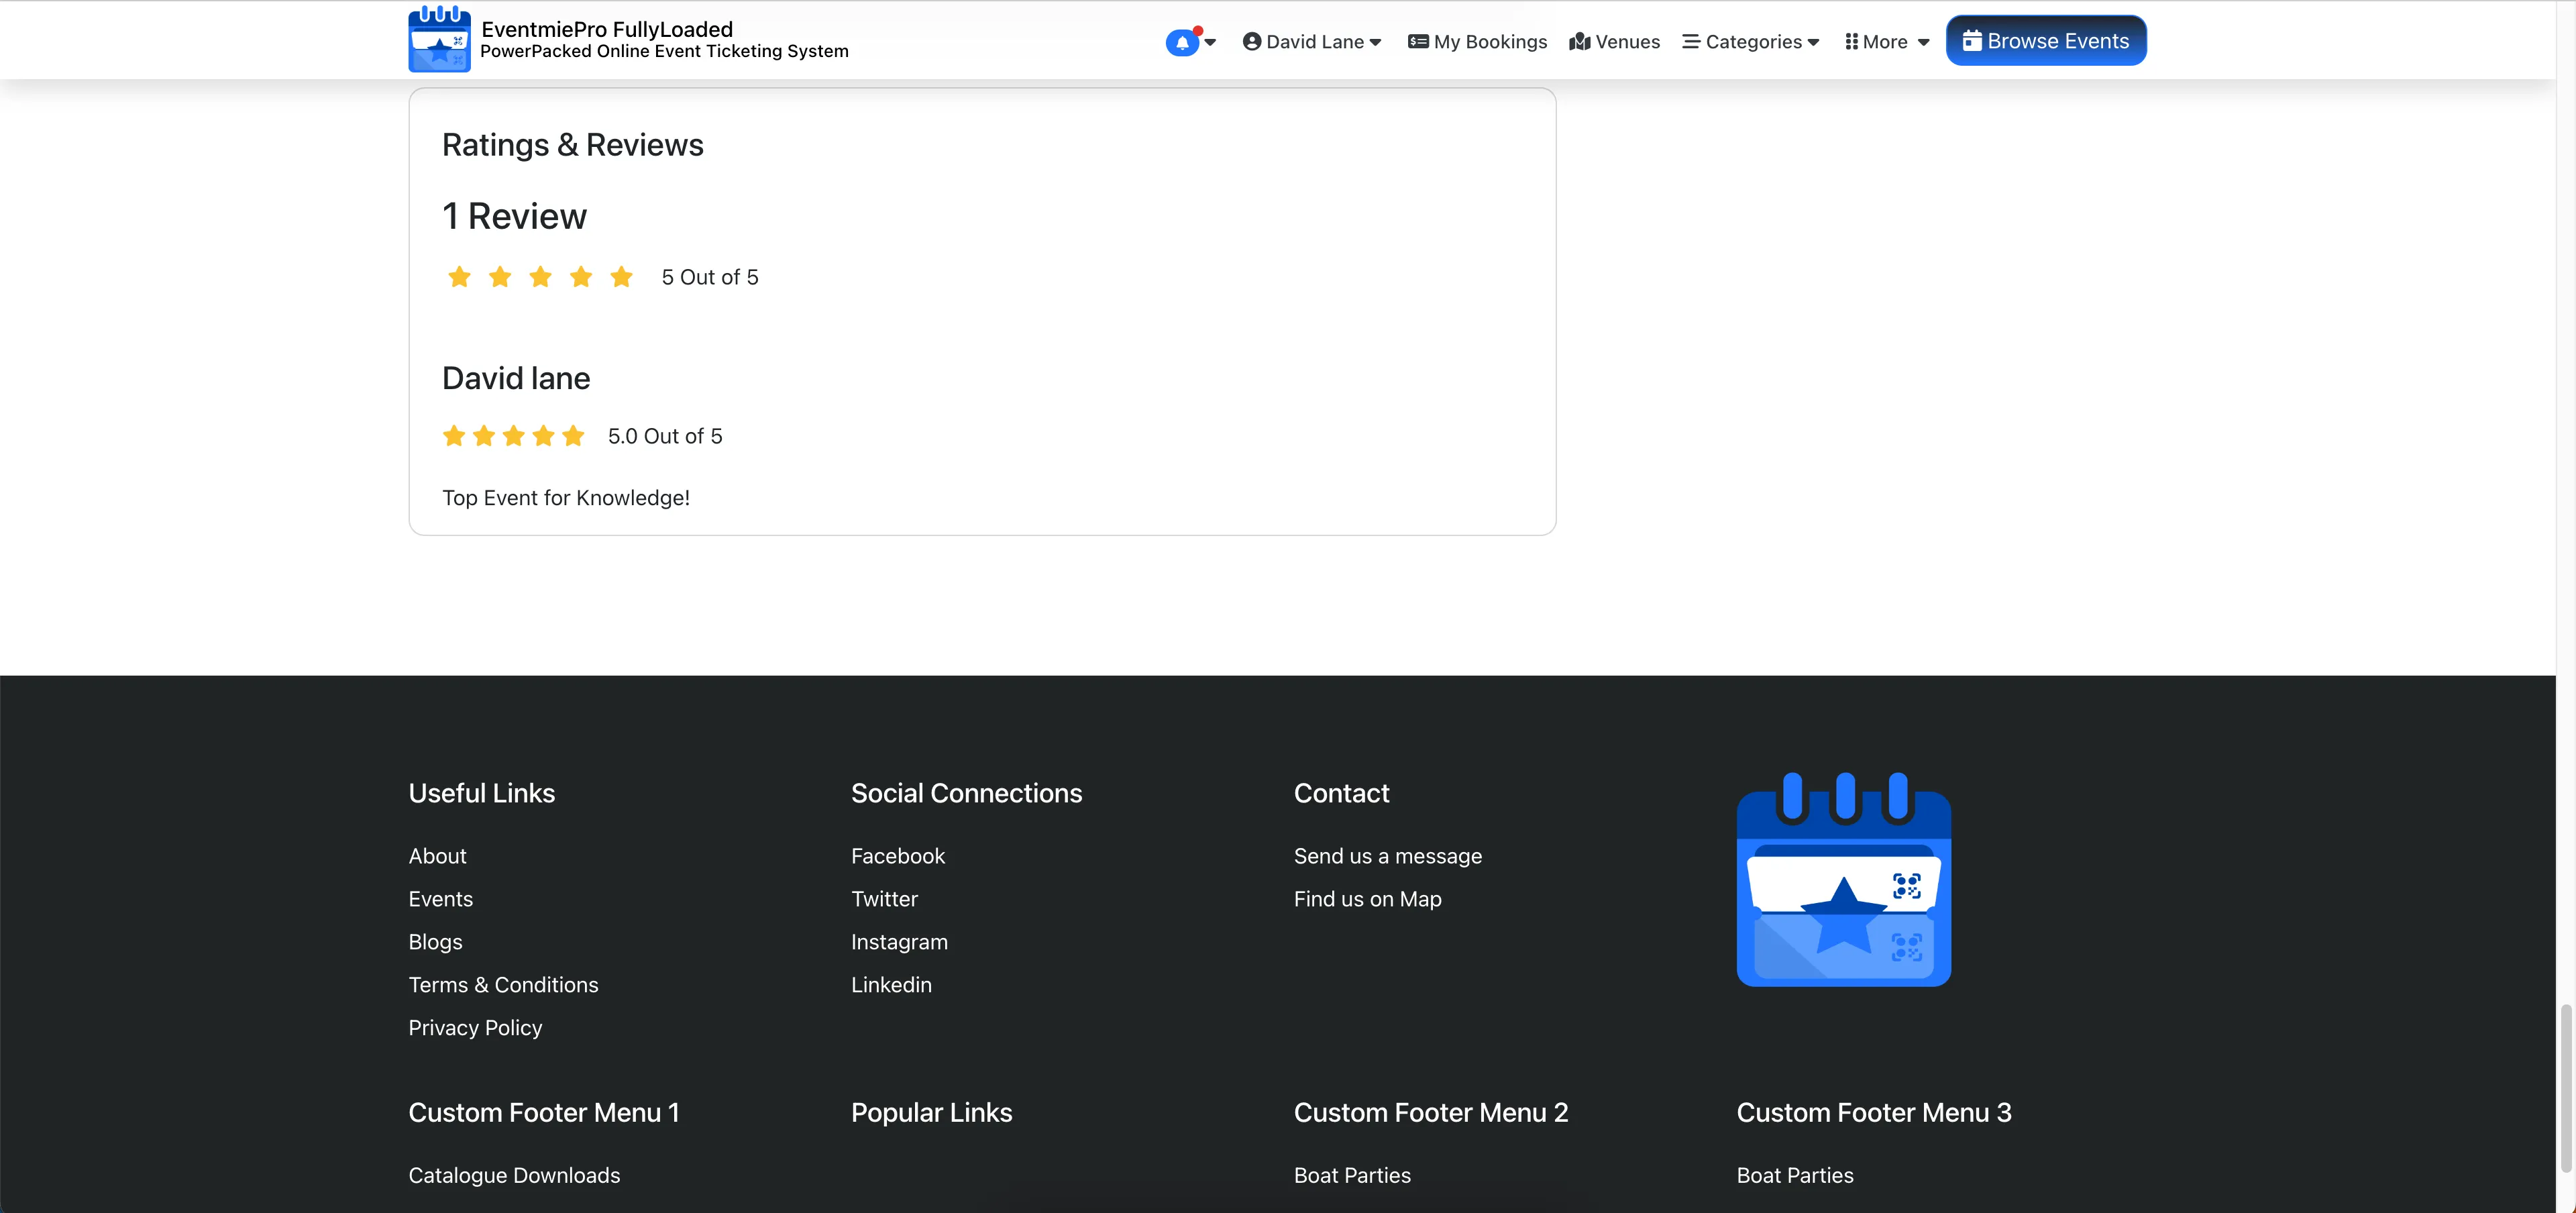 EventmiePro FullyLoaded
PowerPacked Online Event Ticketing System
David Lane
My Bookings
Venues
Categories
More
Browse Events
Ratings & Reviews
1 Review
5 Out of 5
David lane
5.0 Out of 5
Top Event for Knowledge!
Useful Links
About
Events
Blogs
Terms & Conditions
Privacy Policy
Social Connections
Facebook
Twitter
Instagram
Linkedin
Contact
Send us a message
Find us on Map
Custom Footer Menu 1
Catalogue Downloads
Popular Links
Custom Footer Menu 2
Boat Parties
Custom Footer Menu 3
Boat Parties